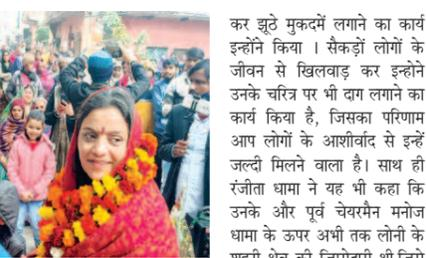 कर झूठे मुकदमें लगाने का कार्य
इन्होंने किया । सैकड़ों लोगों के
जीवन से खिलवाड़ कर इन्होने
उनके चरित्र पर भी दाग लगाने का
कार्य किया है, जिसका परिणाम
आप लोगों के आशीर्वाद से इन्हें
जल्दी मिलने वाला है। साथ ही
रंजीता धामा ने यह भी कहा कि
उनके और पूर्व चेयरमैन मनोज
धामा के ऊपर अभी तक लोनी के